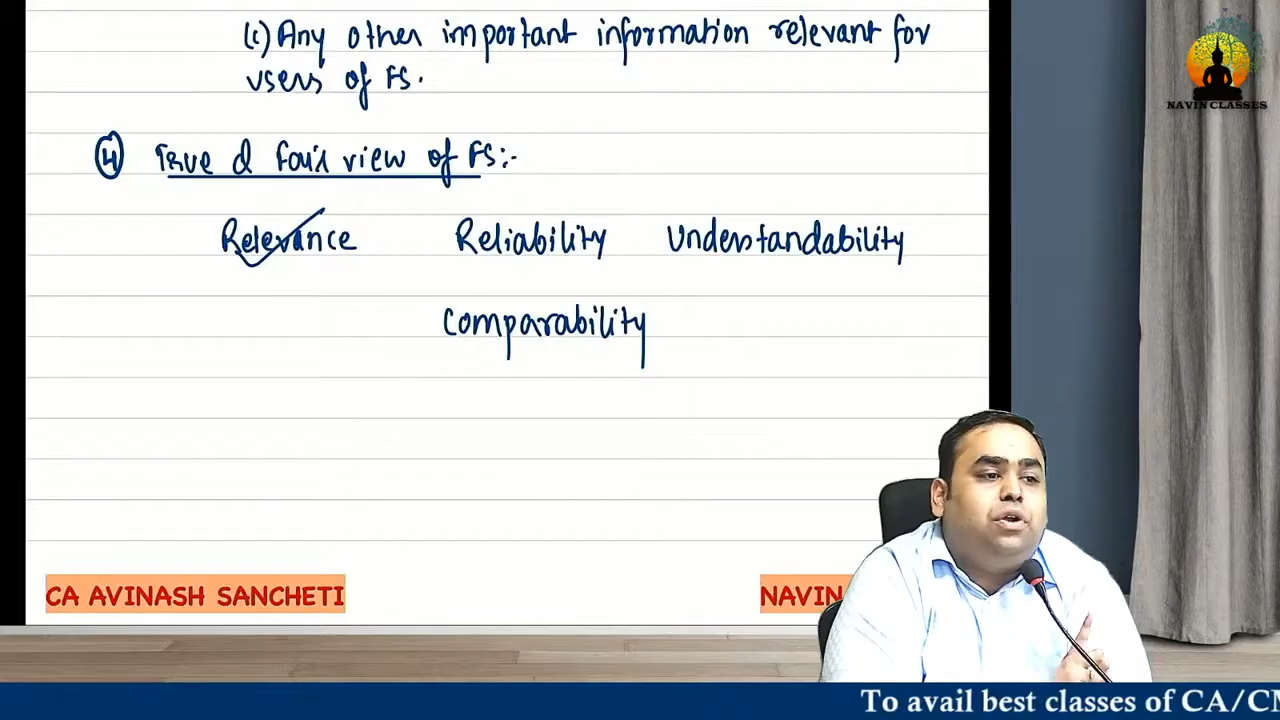 (c) Any other important information relevant for
users of FS.
NAVIN CLASSES
④ True & fair view of FS:-
Relevance Reliability Understandability
Comparability
CA AVINASH SANCHETI
NAVIN
To avail best classes of CA/CM